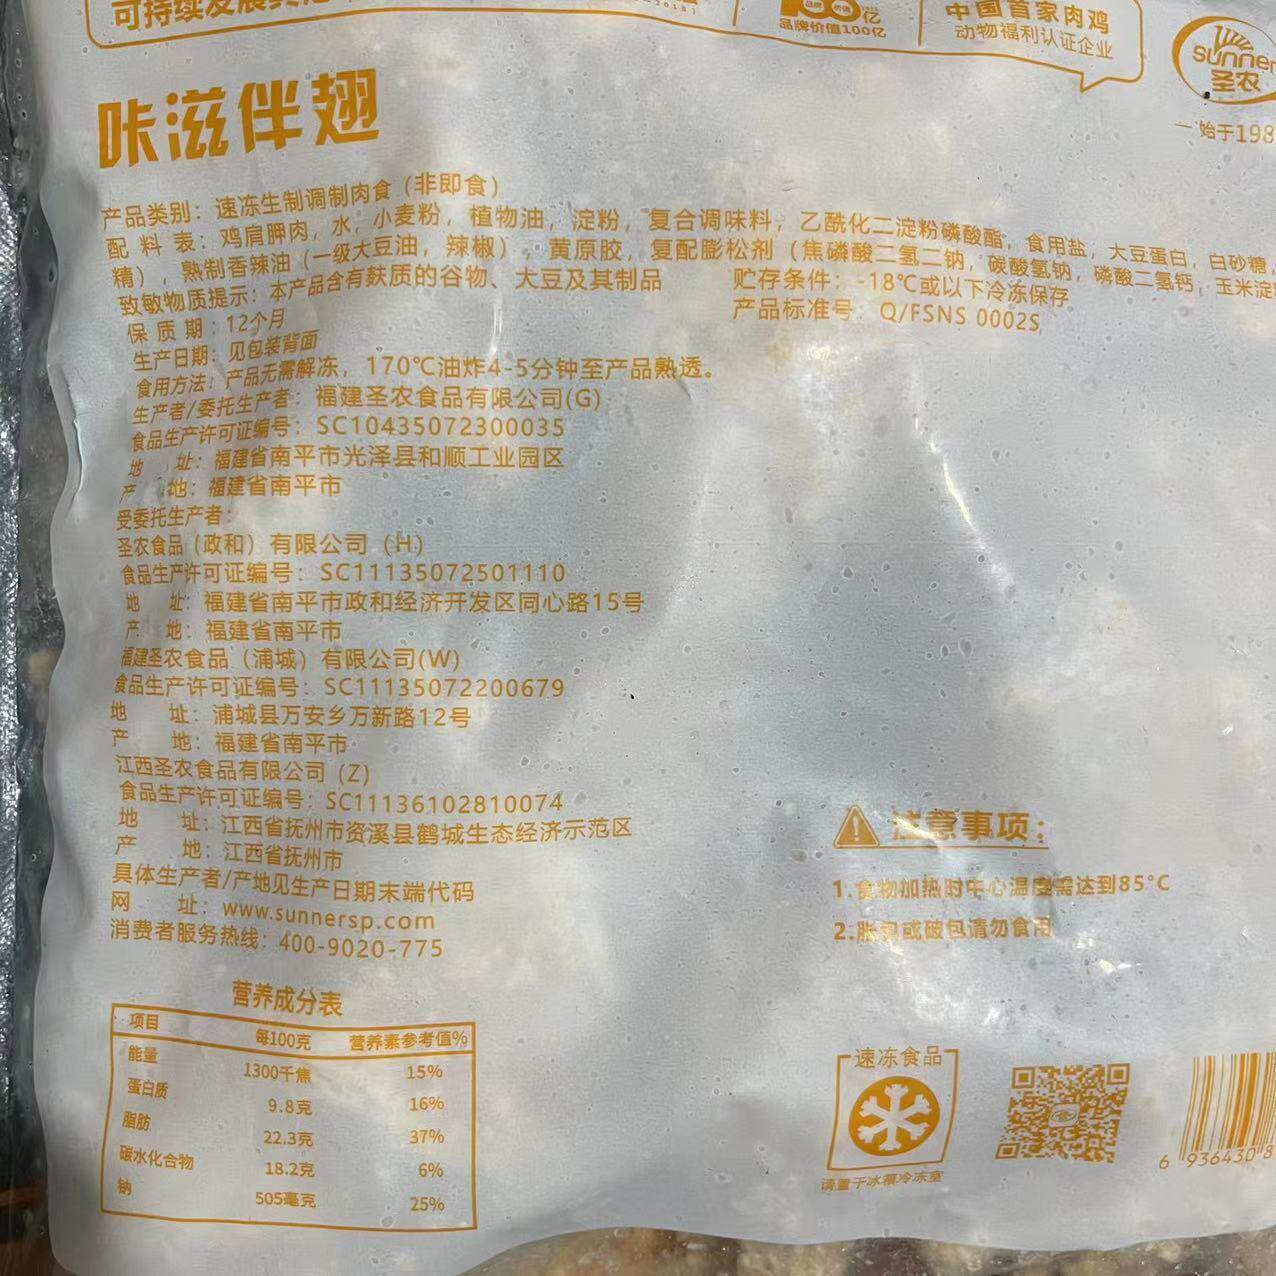 可持续发展
品牌价值100亿
中国首家肉鸡
动物福利认证企业
sunner
圣农
始于198
咔滋伴翅
产品类别：速冻生制调制肉食（非即食）
配 料 表：鸡肩胛肉，水，小麦粉，植物油，淀粉，复合调味料，乙酰化二淀粉磷酸酯，食用盐，大豆蛋白，白砂糖，
精），熟制香辣油（一级大豆油，辣椒），黄原胶，复配膨松剂（焦磷酸二氢二钠，碳酸氢钠，磷酸二氢钙，玉米淀
致敏物质提示：本产品含有麸质的谷物、大豆及其制品
贮存条件：-18℃或以下冷冻保存
保 质 期：12个月
产品标准号：Q/FSNS 0002S
生产日期：见包装背面
食用方法：产品无需解冻，170℃油炸4-5分钟至产品熟透。
生产者/委托生产者：福建圣农食品有限公司(G)
食品生产许可证编号：SC10435072300035
地 址：福建省南平市光泽县和顺工业园区
产 地：福建省南平市
受委托生产者：
圣农食品（政和）有限公司（H）
食品生产许可证编号：SC11135072501110
地 址：福建省南平市政和经济开发区同心路15号
产 地：福建省南平市
福建圣农食品（浦城）有限公司(W)
食品生产许可证编号：SC11135072200679
地 址：浦城县万安乡万新路12号
产 地：福建省南平市
江西圣农食品有限公司（Z）
食品生产许可证编号：SC11136102810074
地 址：江西省抚州市资溪县鹤城生态经济示范区
产 地：江西省抚州市
具体生产者/产地见生产日期末端代码
网 址：www.sunnersp.com
消费者服务热线：400-9020-775
注意事项：
1.食物加热时中心温度需达到85°C
2.胀包或破包请勿食用
营养成分表
项目 每100克 营养素参考值%
能量 1300千焦 15%
蛋白质 9.8克 16%
脂肪 22.3克 37%
碳水化合物 18.2克 6%
钠 505毫克 25%
速冻食品
请置于冰箱冷冻室
6 936430 8